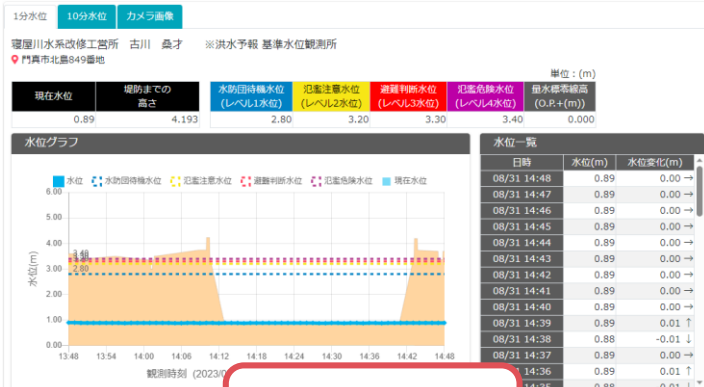 1分水位 10分水位 カメラ画像
寝屋川水系改修工営所 古川 桑才 ※洪水予報 基準水位観測所
門真市北島849番地
単位:(m)
現在水位 堤防までの高さ 水防団待機水位(レベル1水位) 氾濫注意水位(レベル2水位) 避難判断水位(レベル3水位) 氾濫危険水位(レベル4水位) 量水標零線高(O.P.+(m))
0.89 4.193 2.80 3.20 3.30 3.40 0.000
水位グラフ
水位 水防団待機水位 氾濫注意水位 避難判断水位 氾濫危険水位 現在水位
6.00
5.00
4.00
3.00
2.00
1.00
0.00
水位(m)
3.40
2.80
13:48 13:54 14:00 14:06 14:12 14:18 14:24 14:30 14:36 14:42 14:48
観測時刻 (2023/0
水位一覧
日時 水位(m) 水位変化(m)
08/31 14:48 0.89 0.00 →
08/31 14:47 0.89 0.00 →
08/31 14:46 0.89 0.00 →
08/31 14:45 0.89 0.00 →
08/31 14:44 0.89 0.00 →
08/31 14:43 0.89 0.00 →
08/31 14:42 0.89 0.00 →
08/31 14:41 0.89 0.00 →
08/31 14:40 0.89 0.00 →
08/31 14:39 0.89 0.01 ↑
08/31 14:38 0.88 -0.01 ↓
08/31 14:37 0.89 0.00 →
14:36 0.89 0.01 ↑
14:35 0.88 0.01 ↓